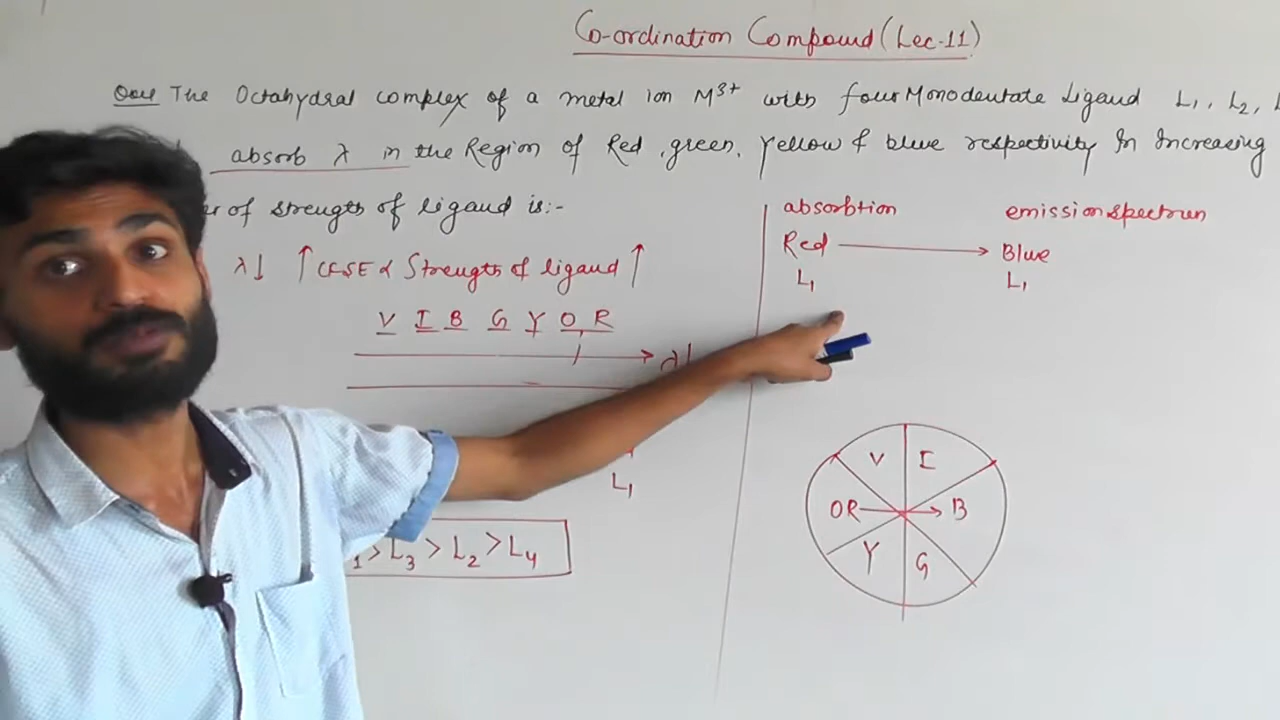 Co-ordination Compound (Lec-11)
Que The Octahydral complex of a metal ion M3+ with four Monodentate Ligand L1, L2,
absorb λ in the Region of Red, green, Yellow & blue respectivity In Increasing
of strength of ligand is:-
λ↓ ↑ CFSE α Strength of ligand ↑
V I B G Y O R
L1
> L3 > L2 > L4
absorbtion emission spectrun
Red → Blue
L1 L1
V I
OR → B
Y G